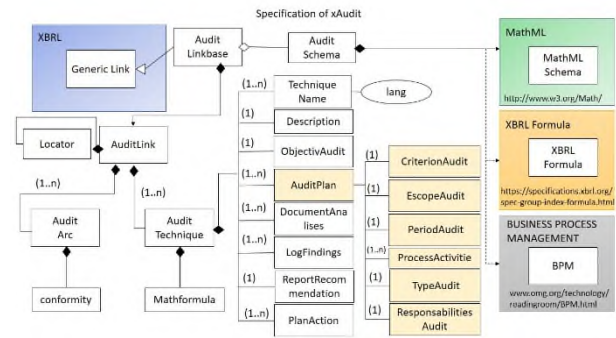 Specification of xAudit
XBRL
Generic Link
Audit
Linkbase
Audit
Schema
MathML
MathML
Schema
http://www.w3.org/Math/
(1..n)
Technique
Name
lang
(1)
Description
Locator
AuditLink
(1)
ObjectivAudit
XBRL Formula
XBRL
Formula
https://specifications.xbrl.org/
spec-group-index-formula.html
(1)
CriterionAudit
(1..n)
AuditPlan
(1)
EscopeAudit
(1..n)
(1..n)
(1..n)
DocumentAna
lises
(1)
PeriodAudit
Audit
Arc
Audit
Technique
(1..n)
LogFindings
(1..n)
ProcessActivitie
BUSINESS PROCESS
MANAGEMENT
BPM
www.omg.org/technology/
readingroom/BPM.html
(1)
ReportRecom
mendation
(1)
TypeAudit
conformity
Mathformula
(1..n)
PlanAction
(1)
Responsabilities
Audit